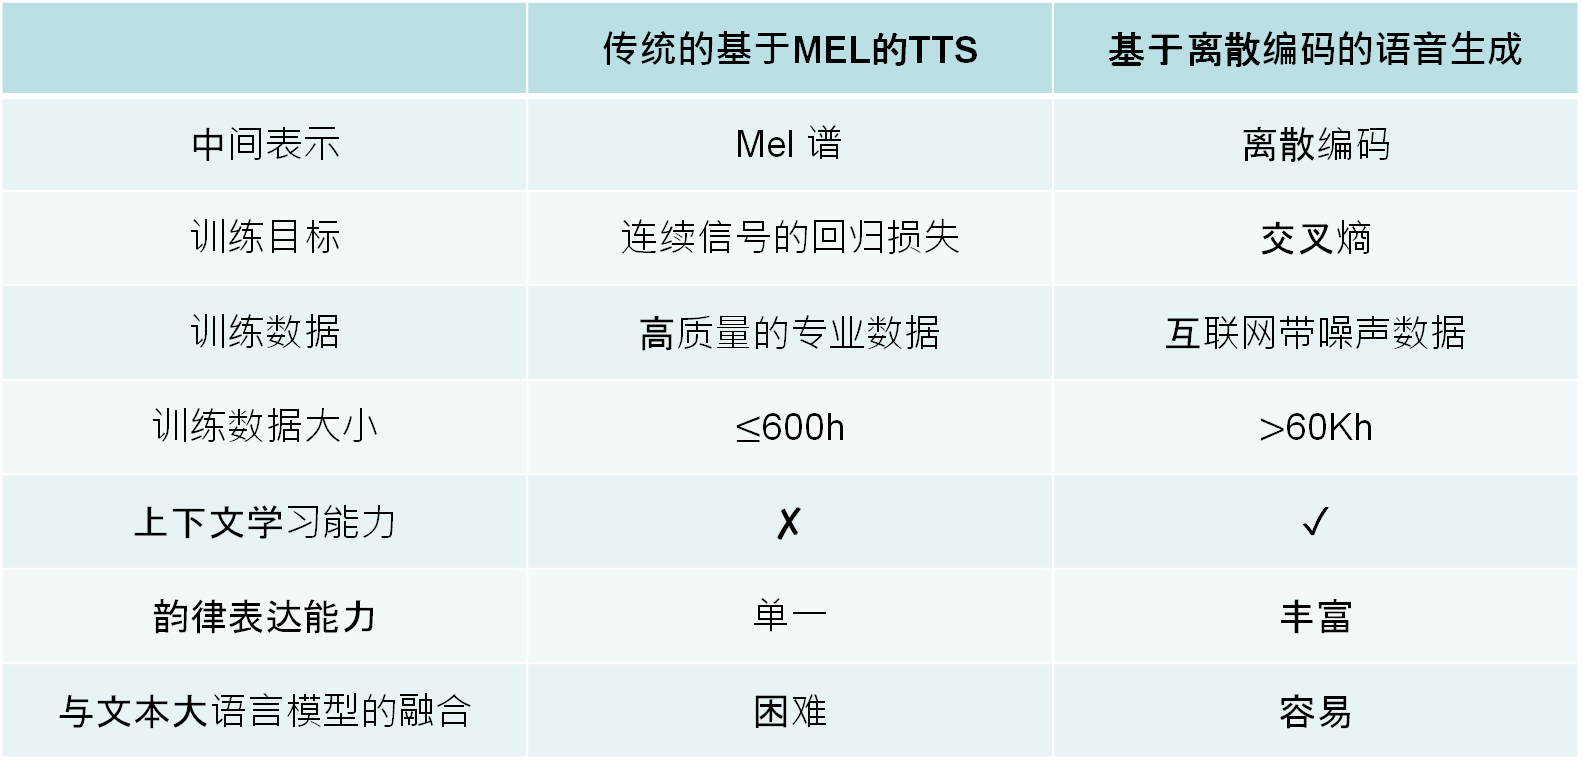 传统的基于MEL的TTS 基于离散编码的语音生成
中间表示 Mel 谱 离散编码
训练目标 连续信号的回归损失 交叉熵
训练数据 高质量的专业数据 互联网带噪声数据
训练数据大小 ≤600h >60Kh
上下文学习能力 ✗ ✓
韵律表达能力 单一 丰富
与文本大语言模型的融合 困难 容易